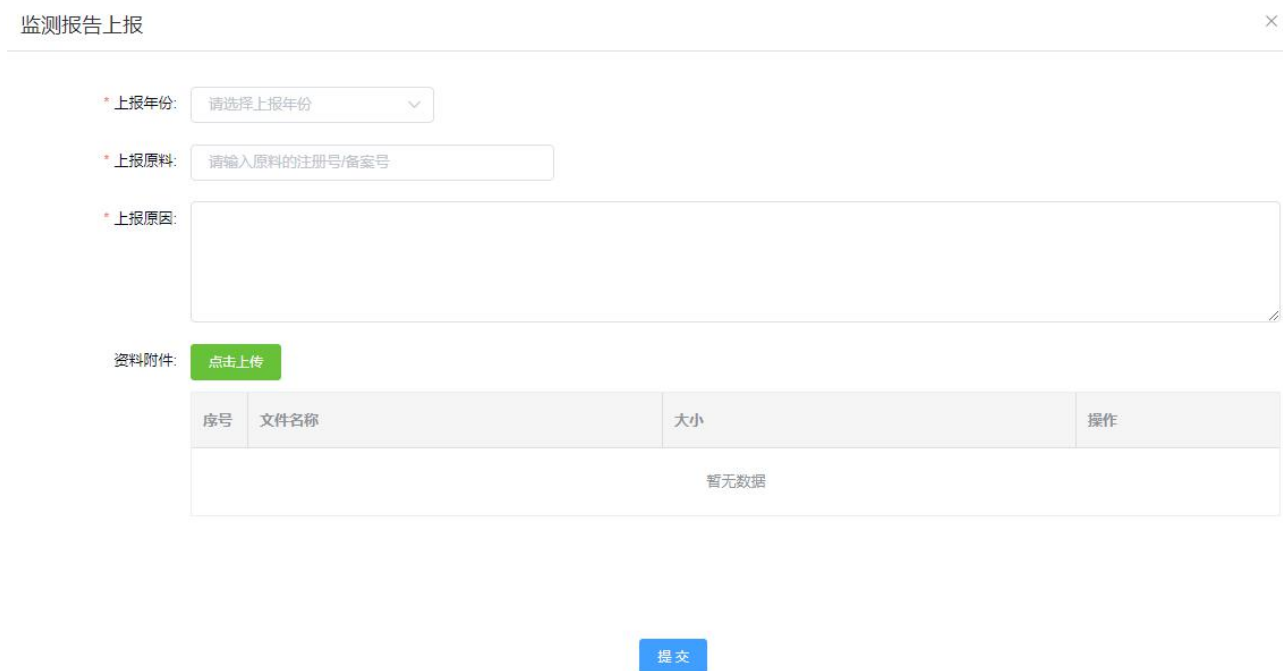 监测报告上报
* 上报年份: 请选择上报年份
* 上报原料: 请输入原料的注册号/备案号
* 上报原因:
资料附件: 点击上传
序号 文件名称 大小 操作
暂无数据
提交